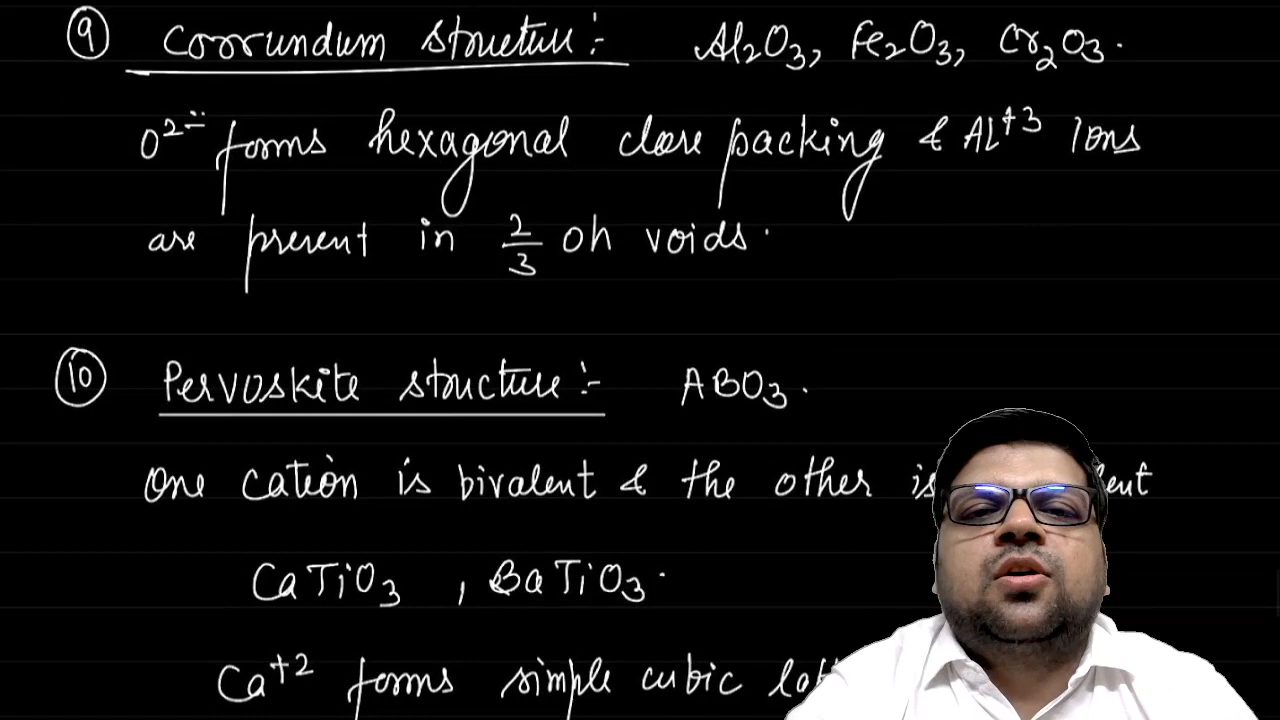 ⑨ Corrundum structure :- Al₂O₃, Fe₂O₃, Cr₂O₃.
O²⁻ forms hexagonal close packing & Al⁺³ ions
are present in 2/3 oh voids.
⑩ Pervoskite structure :- ABO₃.
One cation is bivalent & the other is
CaTiO₃, BaTiO₃.
Ca⁺² forms simple cubic